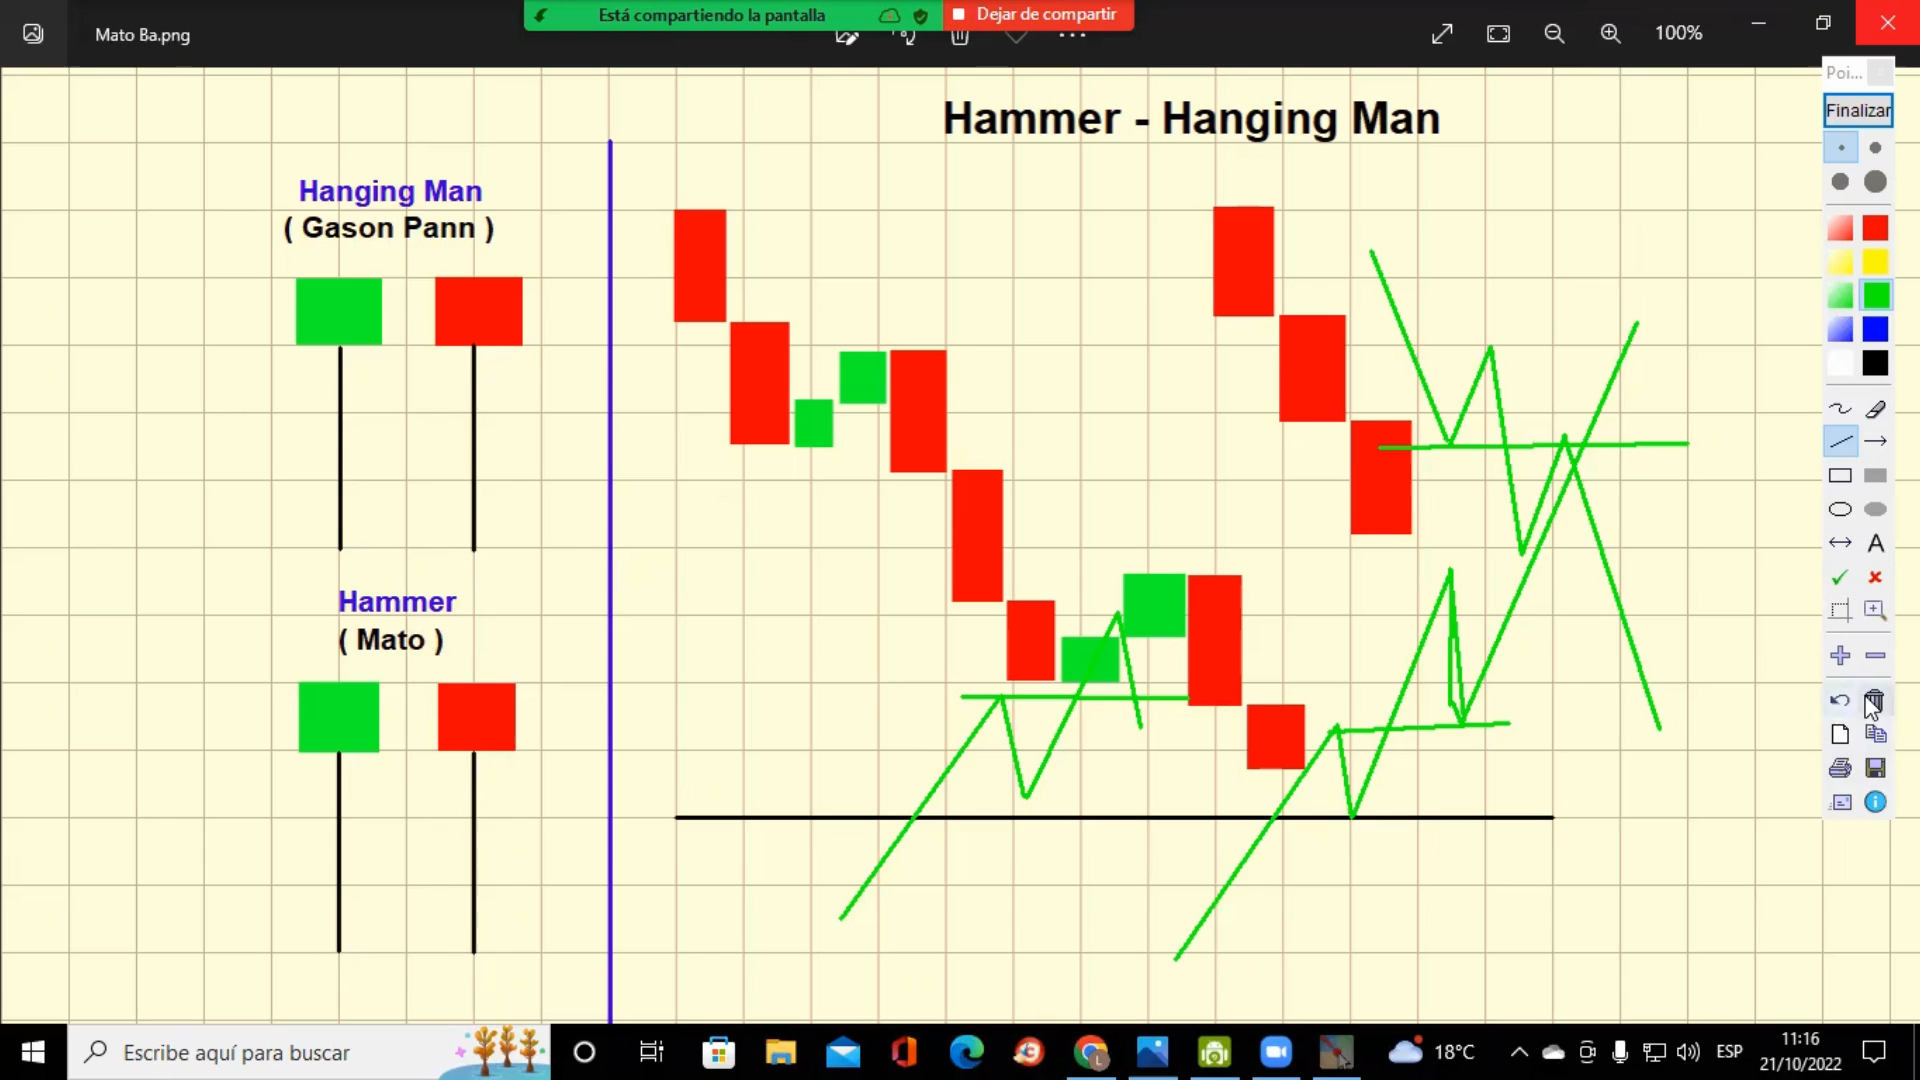 Está compartiendo la pantalla
Dejar de compartir
Mato Ba.png
100%
Poi...
Finalizar
Hammer - Hanging Man
Hanging Man
( Gason Pann )
Hammer
( Mato )
A
Escribe aquí para buscar
18°C
ESP
11:16
21/10/2022